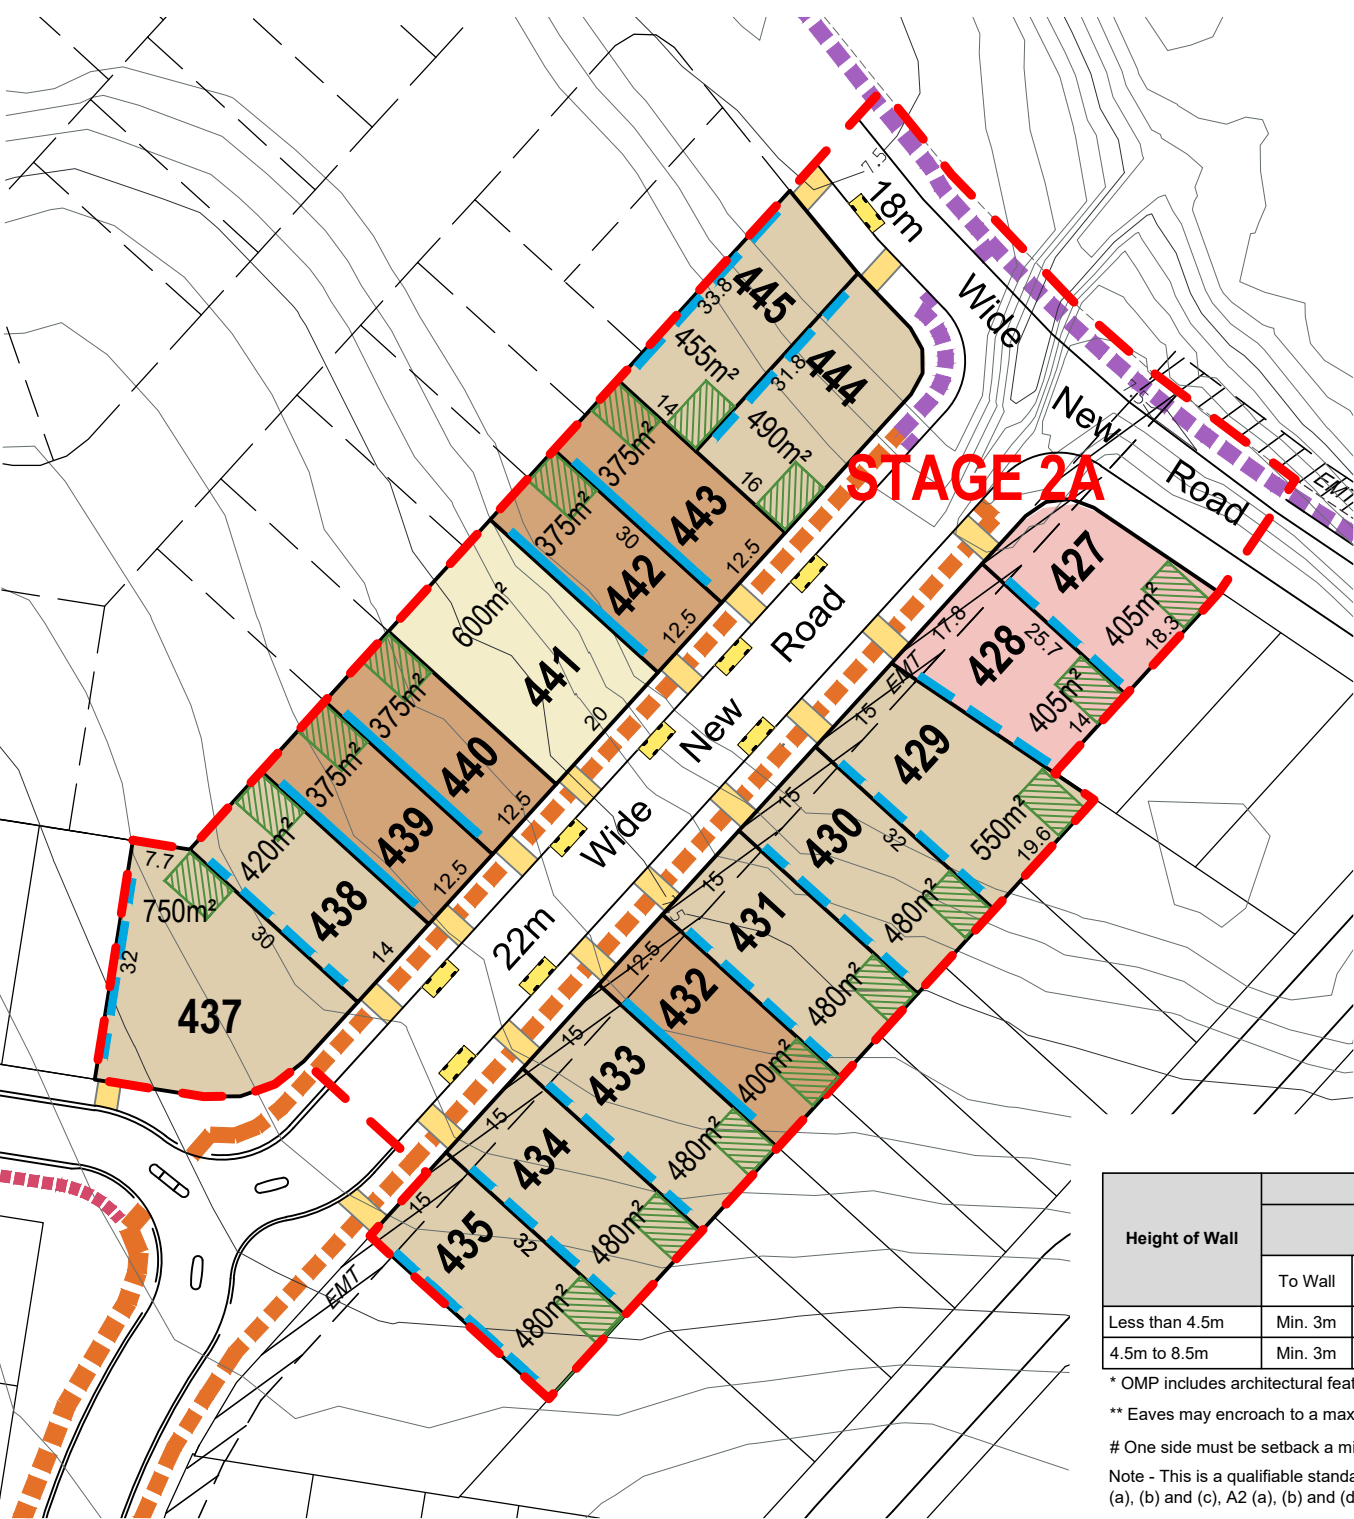 7.5
18m
Wide
New
Road
445
33.8
455m²
14
444
31.8
490m²
16
STAGE 2A
375m²
443
12.5
375m²
30
442
12.5
600m²
441
20
375m²
440
12.5
375m²
439
12.5
420m²
438
30
14
7.7
750m²
32
437
22m
Wide
New
Road
427
405m²
18.3
17.8
428
25.7
405m²
14
EMT
EMT
15
429
550m²
19.6
15
430
32
480m²
15
431
480m²
12.5
432
400m²
15
433
480m²
15
434
480m²
15
435
32
480m²
EMT
Height of Wall
To Wall
Less than 4.5m
Min. 3m
4.5m to 8.5m
Min. 3m
* OMP includes architectural feat
** Eaves may encroach to a max
# One side must be setback a mi
Note - This is a qualifiable standa
(a), (b) and (c), A2 (a), (b) and (d